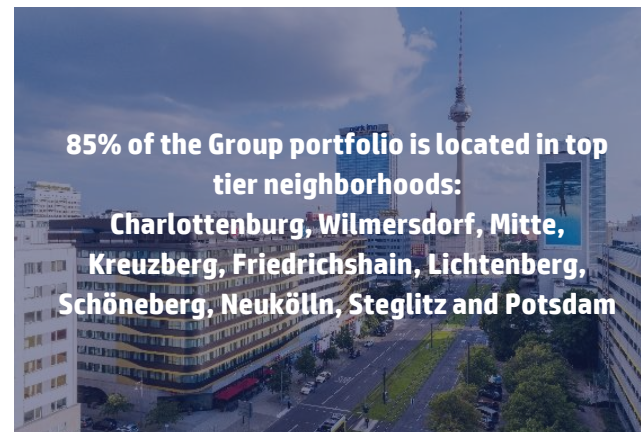 85% of the Group portfolio is located in top
tier neighborhoods:
Charlottenburg, Wilmersdorf, Mitte,
Kreuzberg, Friedrichshain, Lichtenberg,
Schöneberg, Neukölln, Steglitz and Potsdam